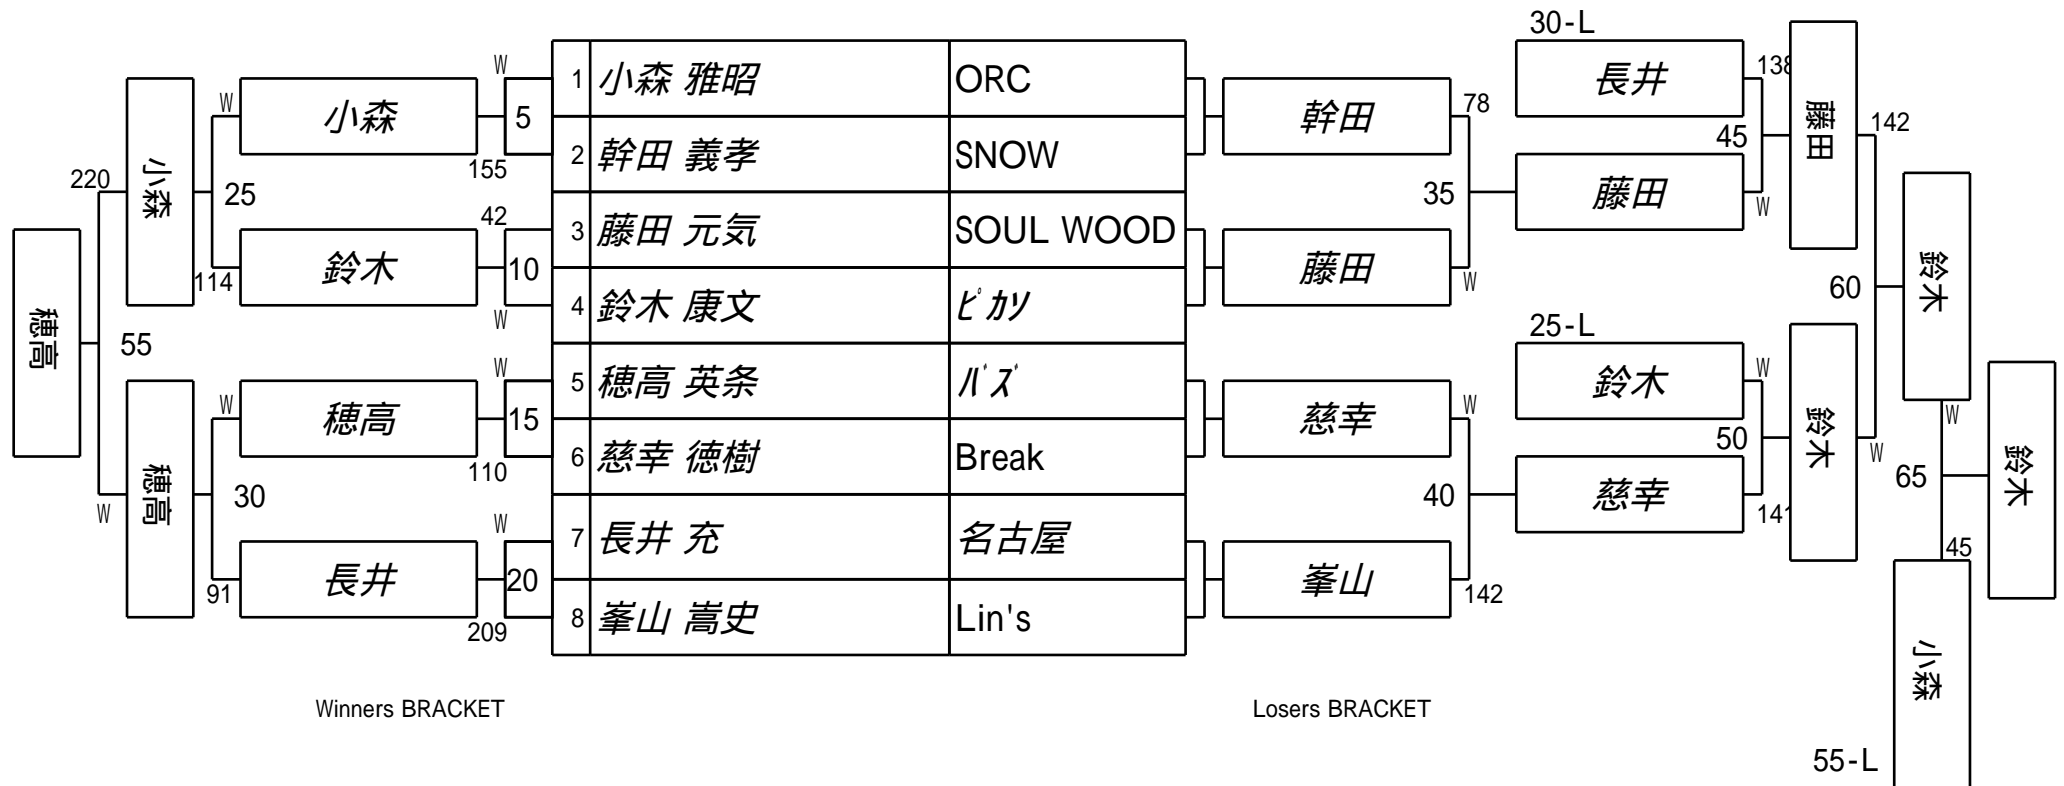 30-L
W
1 小森 雅昭 ORC
長井
138
W
小森
5
幹田
78
藤田
142
2 幹田 義孝 SNOW
155
45
220
小森
25
35
藤田
W
42
3 藤田 元気 SOUL WOOD
鈴木
114
10
藤田
W
鈴木
60
4 鈴木 康文 ピカソ
W
25-L
穂高
55
W
5 穂高 英条 バズ
鈴木
W
W
穂高
15
慈幸
W
鈴木
W
50
W
110
6 慈幸 徳樹 Break
65
鈴木
穂高
30
40
慈幸
141
W
W
7 長井 充 名古屋
45
91
長井
20
峯山
142
209
8 峯山 嵩史 Lin's
小森
Winners BRACKET
Losers BRACKET
55-L